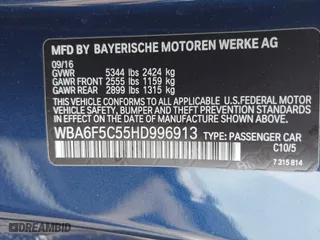 MFD BY BAYERISCHE MOTOREN WERKE AG
09/16
GVWR 5344 lbs 2424 kg
GAWR FRONT 2555 lbs 1159 kg
GAWR REAR 2899 lbs 1315 kg
THIS VEHICLE CONFORMS TO ALL APPLICABLE
U.S. FEDERAL MOTOR VEHICLE SAFETY,
BUMPER, AND THEFT PREVENTION STANDARDS
IN EFFECT ON THE DATE OF MANUFACTURE
SHOWN ABOVE.
WBA6F5C55HD996913 TYPE: PASSENGER CAR
C10/5
7 315 814
DREAMBID